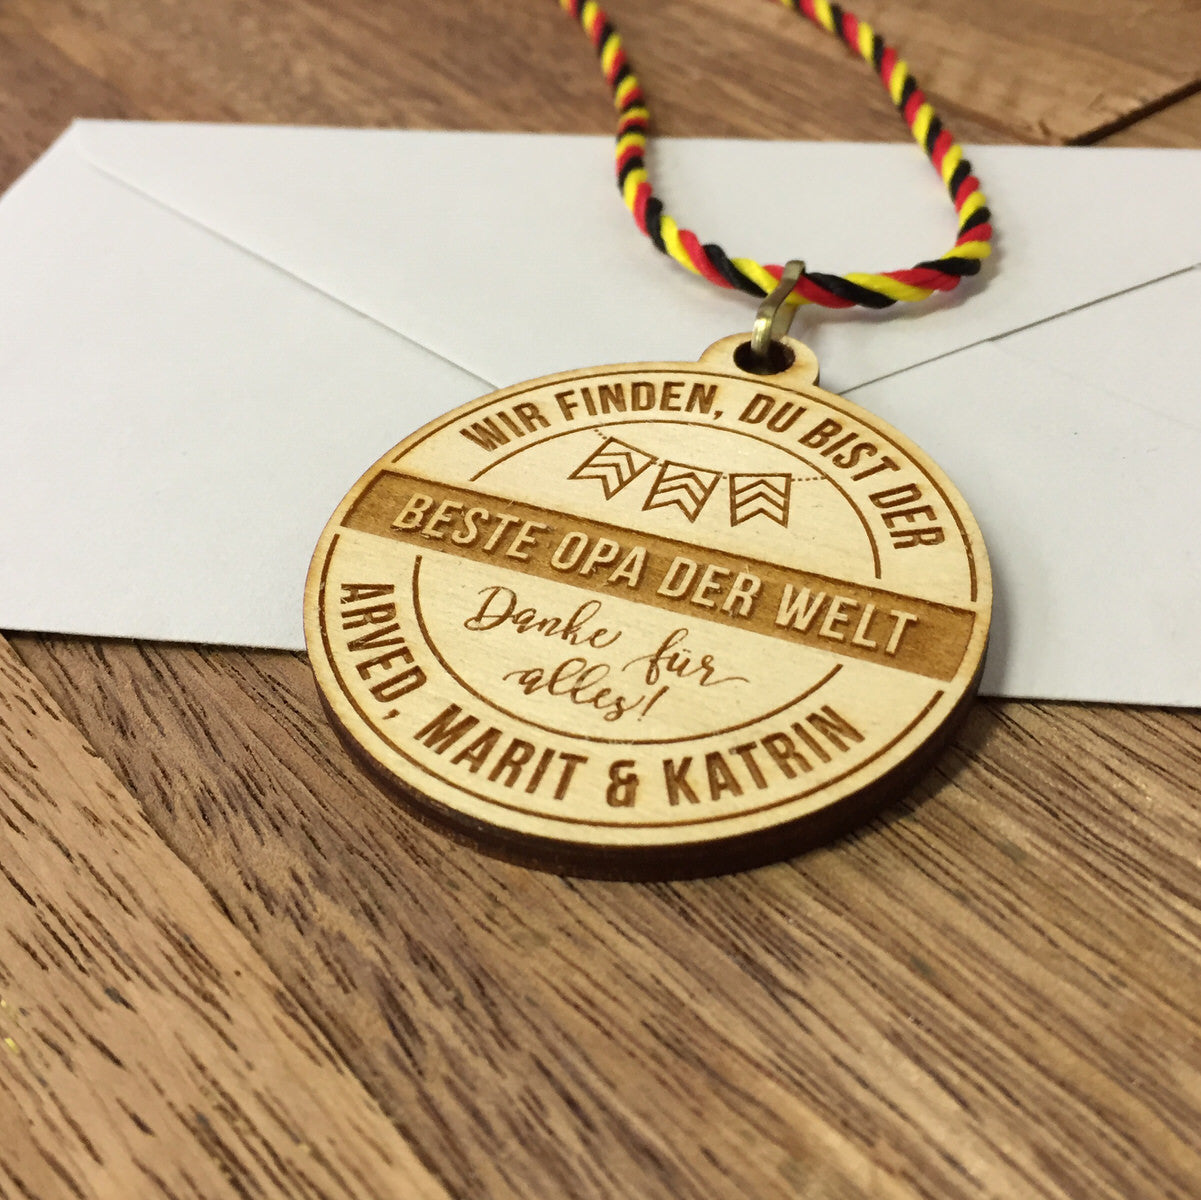 WIR FINDEN, DU BIST DER
BESTE OPA DER WELT
Danke für
alles!
ARVED, MARIT & KATRIN